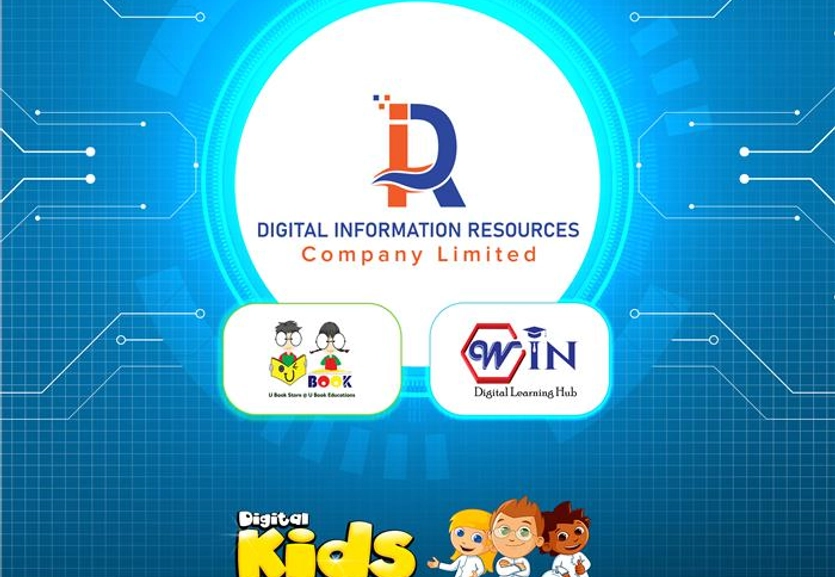 DIGITAL INFORMATION RESOURCES
Company Limited
U BOOK
U Book Store @ U Book Educations
WIN
Digital Learning Hub
Digital
Kids